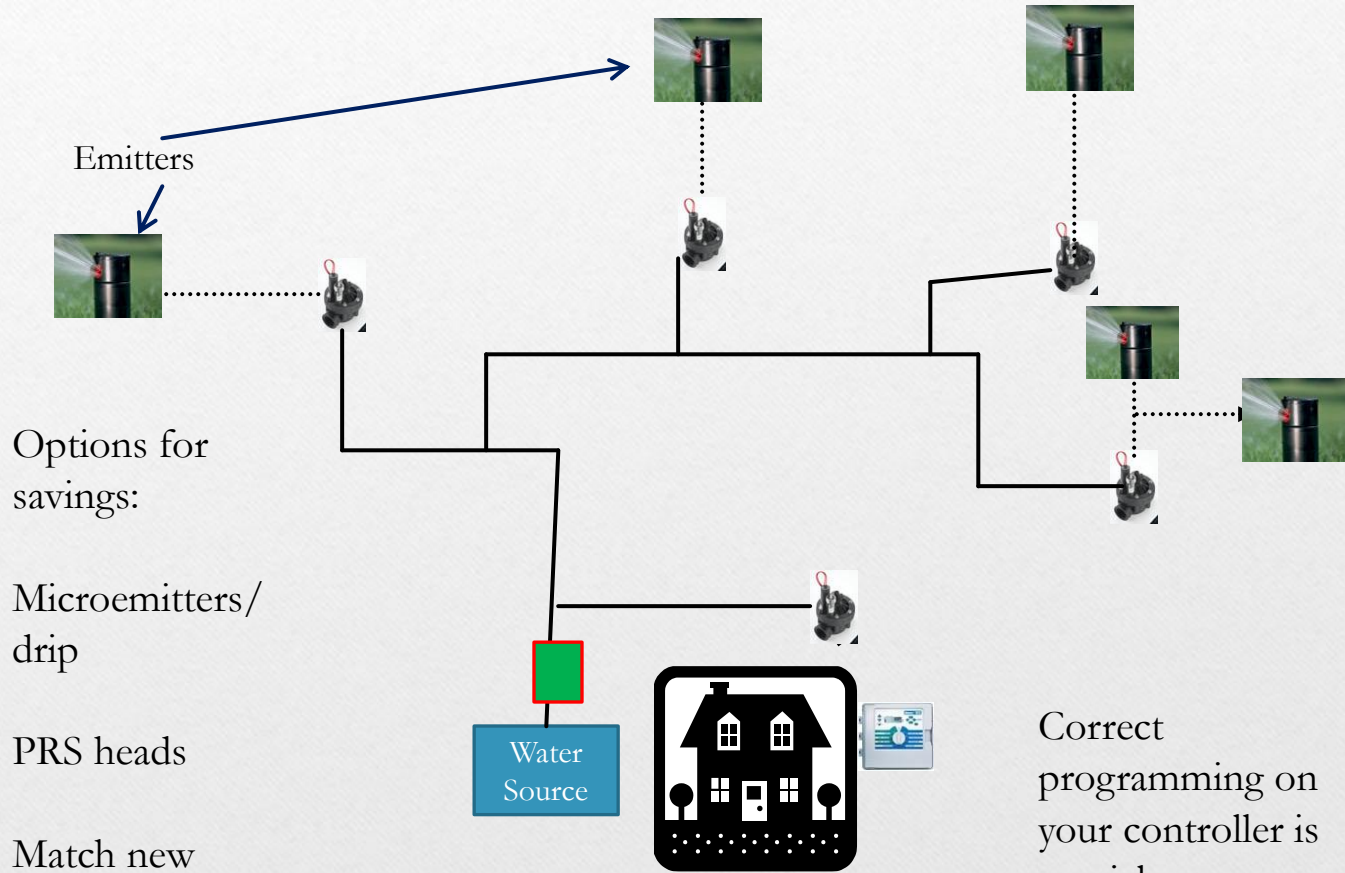 Emitters
Options for
savings:
Microemitters/
drip
PRS heads
Match new
Water
Source
Correct
programming on
your controller is